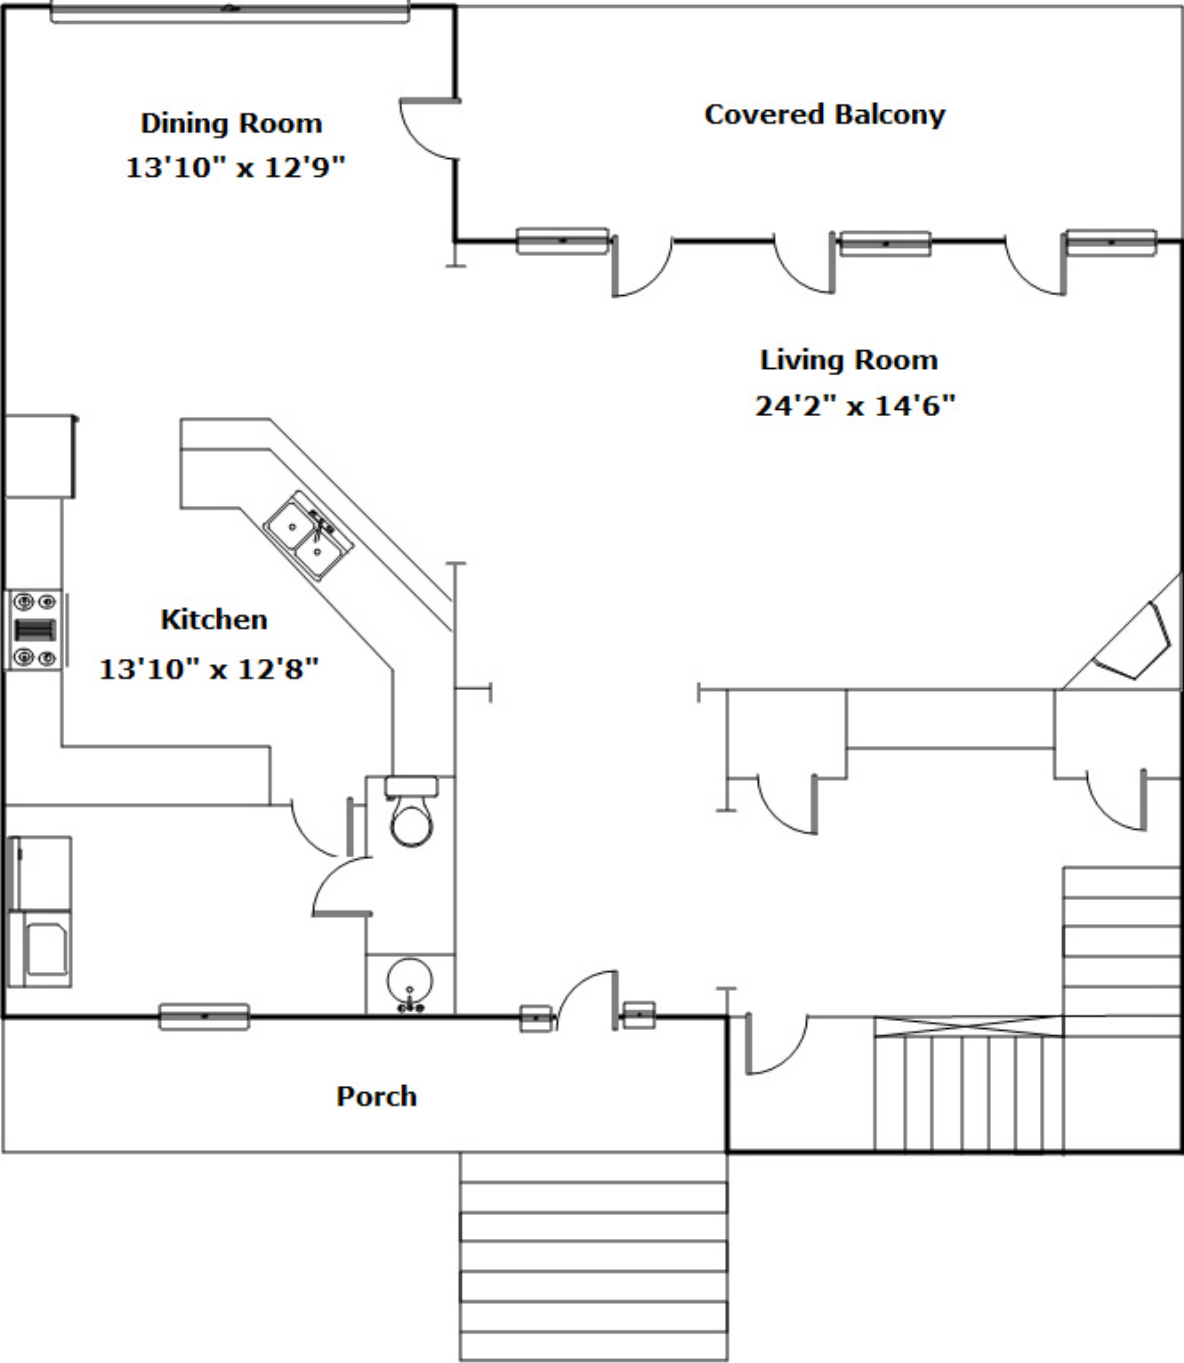 Dining Room
13'10" x 12'9"
Covered Balcony
Living Room
24'2" x 14'6"
Kitchen
13'10" x 12'8"
Porch